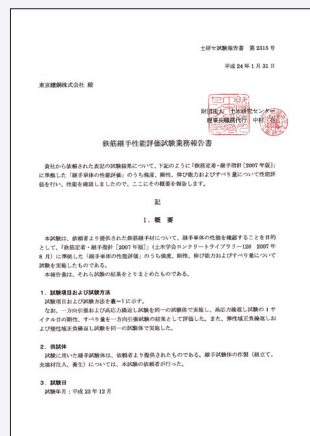 土研セ試験報告書 第2315号
平成24年1月31日
東京鐵鋼株式会社 殿
財団法人 土木研究センター
理事長職務代行 中村
鉄筋継手性能評価試験業務報告書
貴社から依頼された表記の試験結果について、下記のように「鉄筋定着・継手指針[2007年版]」
に準拠した「継手単体の性能評価」のうち強度、剛性、伸び能力およびすべり量について性能評
価を行い、性能を確認しましたので、ここにその概要を報告します。
記
1. 概 要
本試験は、依頼者より提供された鉄筋継手材について、継手単体の性能を確認することを目的
として、「鉄筋定着・継手指針[2007年版]」(土木学会コンクリートライブラリー128 2007年
8月)に準拠した「継手単体の性能評価」のうち強度、剛性、伸び能力およびすべり量について
試験を実施したものである。
本報告書は、それら試験の結果をとりまとめたものである。
1. 試験項目および試験方法
試験項目および試験方法を表-1に示す。
なお、一方向引張および高応力繰返し試験を同一の試験体で実施し、高応力繰返し試験の1サ
イクル目の剛性、すべり量を一方向引張試験の結果として評価した。また、弾性域正負繰返しお
よび塑性域正負繰返し試験を同一の試験体で実施した。
2. 供試体
試験に用いた継手試験体は、依頼者より提供されたものである。継手試験体の作製(組立て、
充填材注入、養生)については、本試験の依頼者が行った。
3. 試験日
試験年月:平成23年12月